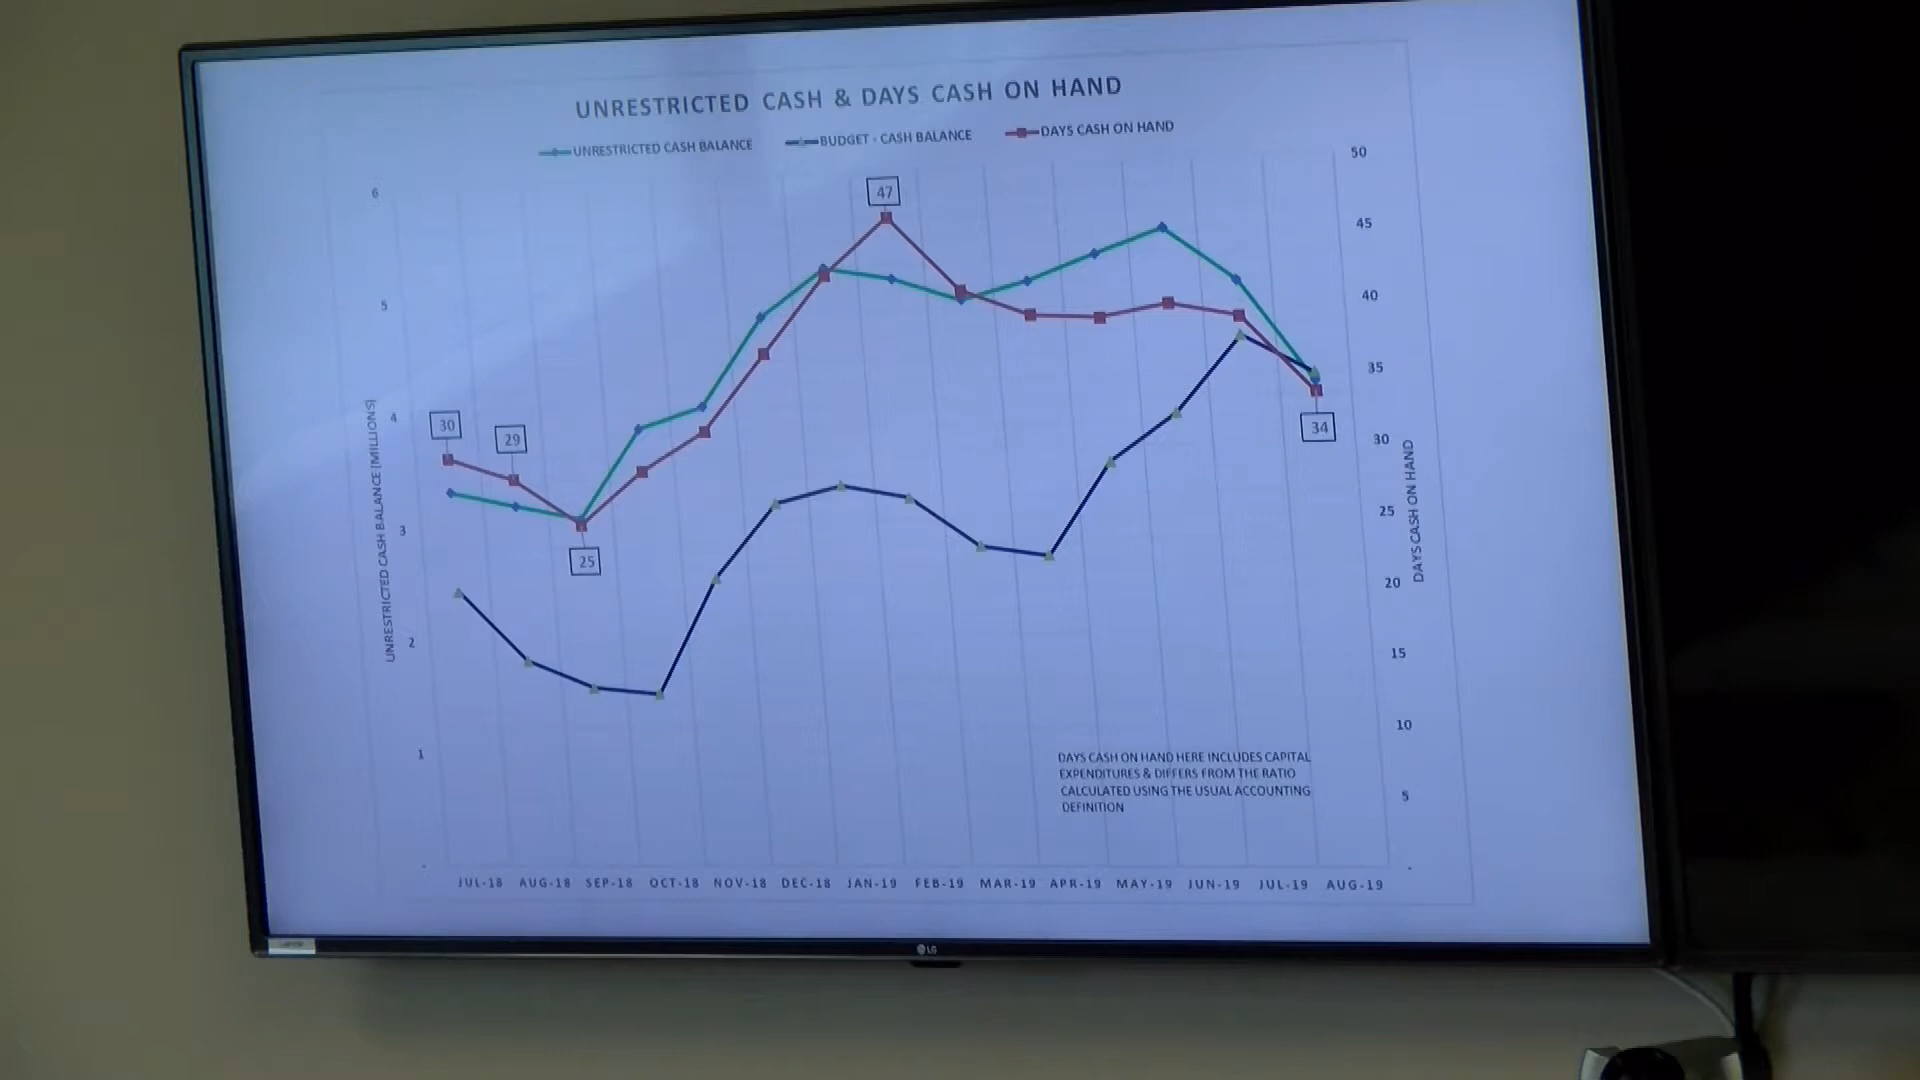 UNRESTRICTED CASH & DAYS CASH ON HAND
UNRESTRICTED CASH BALANCE
BUDGET - CASH BALANCE
DAYS CASH ON HAND
6
5
4
3
2
1
-
UNRESTRICTED CASH BALANCE (MILLIONS)
50
45
40
35
30
25
20
15
10
5
-
DAYS CASH ON HAND
30
29
25
47
34
DAYS CASH ON HAND HERE INCLUDES CAPITAL
EXPENDITURES & DIFFERS FROM THE RATIO
CALCULATED USING THE USUAL ACCOUNTING
DEFINITION
JUL-18 AUG-18 SEP-18 OCT-18 NOV-18 DEC-18 JAN-19 FEB-19 MAR-19 APR-19 MAY-19 JUN-19 JUL-19 AUG-19
LG